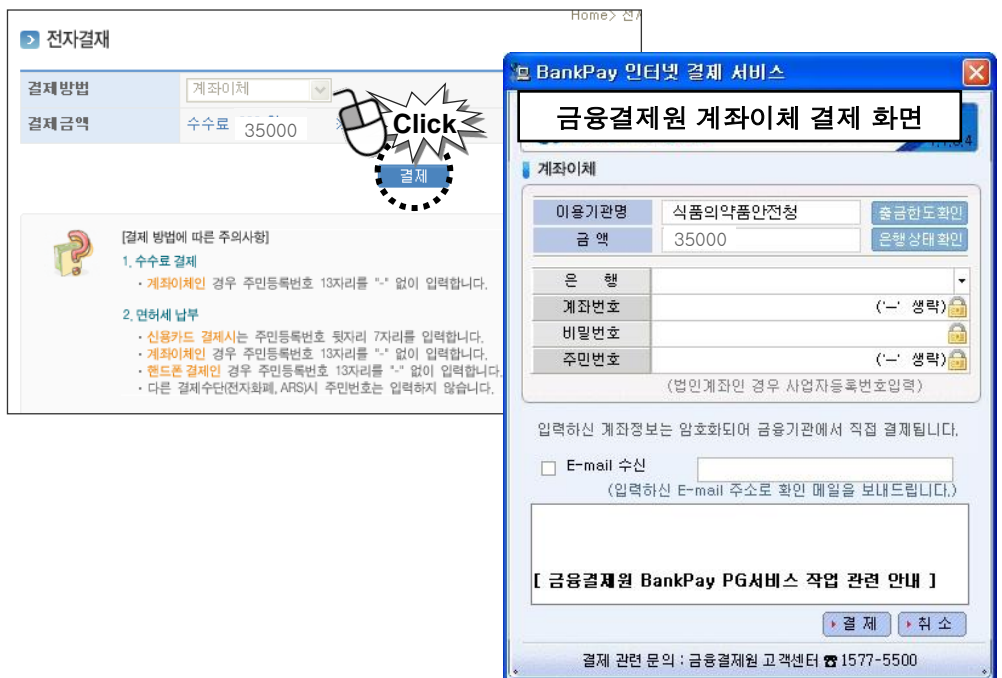 Home> 전자
전자결재
결제방법 계좌이체
결제금액 수수료 35000
Click
결제
[결제 방법에 따른 주의사항]
1. 수수료 결제
· 계좌이체인 경우 주민등록번호 13자리를 "-" 없이 입력합니다.
2. 면허세 납부
· 신용카드 결제시는 주민등록번호 뒷자리 7자리를 입력합니다.
· 계좌이체인 경우 주민등록번호 13자리를 "-" 없이 입력합니다.
· 핸드폰 결제인 경우 주민등록번호 13자리를 "-" 없이 입력합니다.
· 다른 결제수단(전자화폐, ARS)시 주민번호는 입력하지 않습니다.
BankPay 인터넷 결제 서비스
금융결제원 계좌이체 결제 화면
계좌이체
이용기관명 식품의약품안전청 출금한도확인
금 액 35000 은행상태확인
은 행
계좌번호 ('–' 생략)
비밀번호
주민번호 ('–' 생략)
(법인계좌인 경우 사업자등록번호입력)
입력하신 계좌정보는 암호화되어 금융기관에서 직접 결제됩니다.
E-mail 수신
(입력하신 E-mail 주소로 확인 메일을 보내드립니다.)
[ 금융결제원 BankPay PG서비스 작업 관련 안내 ]
결 제 취 소
결제 관련 문의 : 금융결제원 고객센터 ☎ 1577-5500